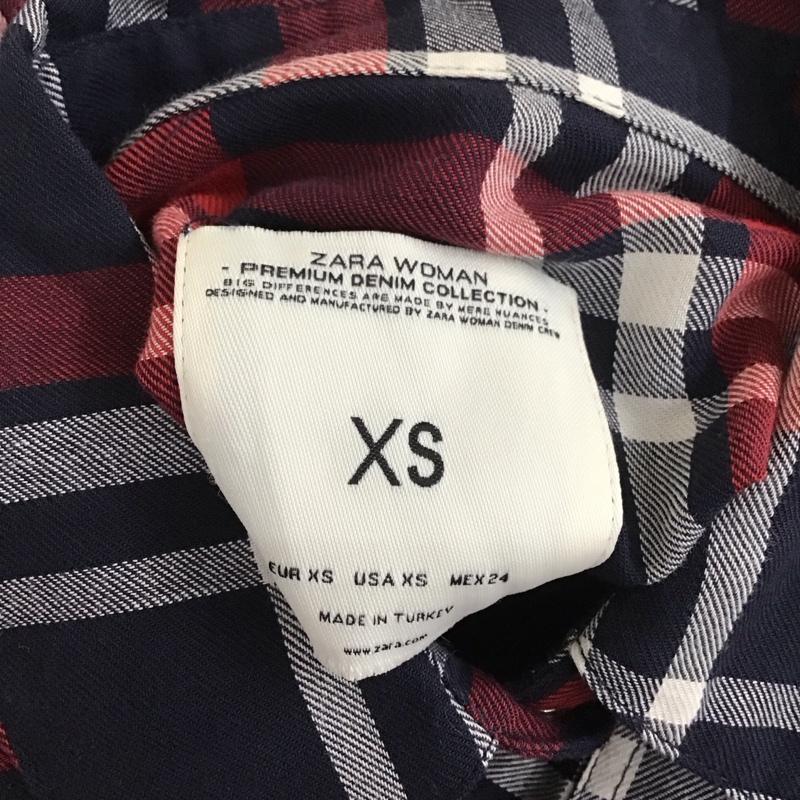 ZARA WOMAN
- PREMIUM DENIM COLLECTION -
BIG DIFFERENCES ARE MADE BY MERE NUANCES
DESIGNED AND MANUFACTURED BY ZARA WOMAN DENIM CREW
XS
EUR XS USA XS MEX 24
MADE IN TURKEY
www.zara.com